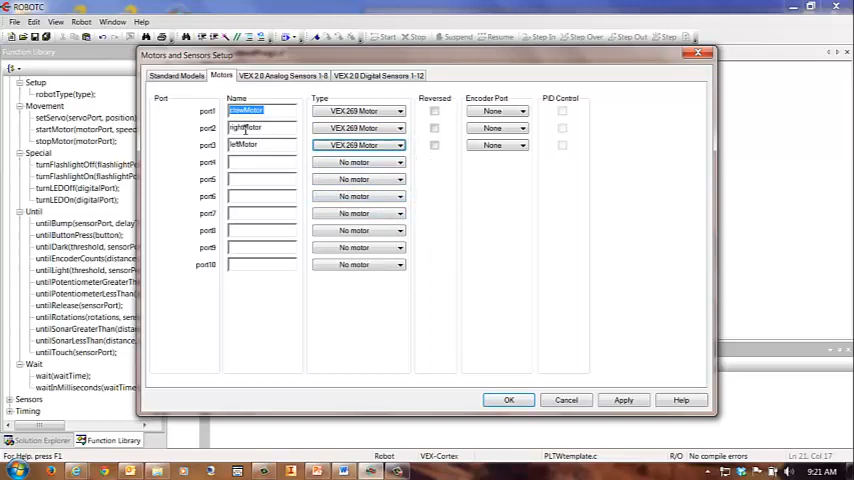 ROBOTC
File Edit View Robot Window Help
Start Stop Suspend Resume Step Over Step Out
Function Library
Motors and Sensors Setup
Standard Models Motors VEX 2.0 Analog Sensors 1-8 VEX 2.0 Digital Sensors 1-12
Port Name Type Reversed Encoder Port PID Control
port1 clawMotor VEX 269 Motor None
port2 rightMotor VEX 269 Motor None
port3 leftMotor VEX 269 Motor None
port4 No motor
port5 No motor
port6 No motor
port7 No motor
port8 No motor
port9 No motor
port10 No motor
Setup
robotType(type);
Movement
setServo(servoPort, position)
startMotor(motorPort, speed
stopMotor(motorPort);
Special
turnFlashlightOff(flashlightP
turnFlashlightOn(flashlightP
turnLEDOff(digitalPort);
turnLEDOn(digitalPort);
Until
untilBump(sensorPort, delayT
untilButtonPress(button);
untilDark(threshold, sensorP
untilEncoderCounts(distance,
untilLight(threshold, sensorP
untilPotentiometerGreaterTh
untilPotentiometerLessThan(
untilRelease(sensorPort, dela
untilRotations(rotations, sens
untilSonarGreaterThan(distan
untilSonarLessThan(distance
untilTouch(sensorPort);
Wait
wait(waitTime);
waitInMilliseconds(waitTime
Sensors
Timing
OK Cancel Apply Help
Solution Explorer Function Library
For Help, press F1 Robot VEX-Cortex PLTWtemplate.c R/O No compile errors Ln 21, Col 17
9:21 AM